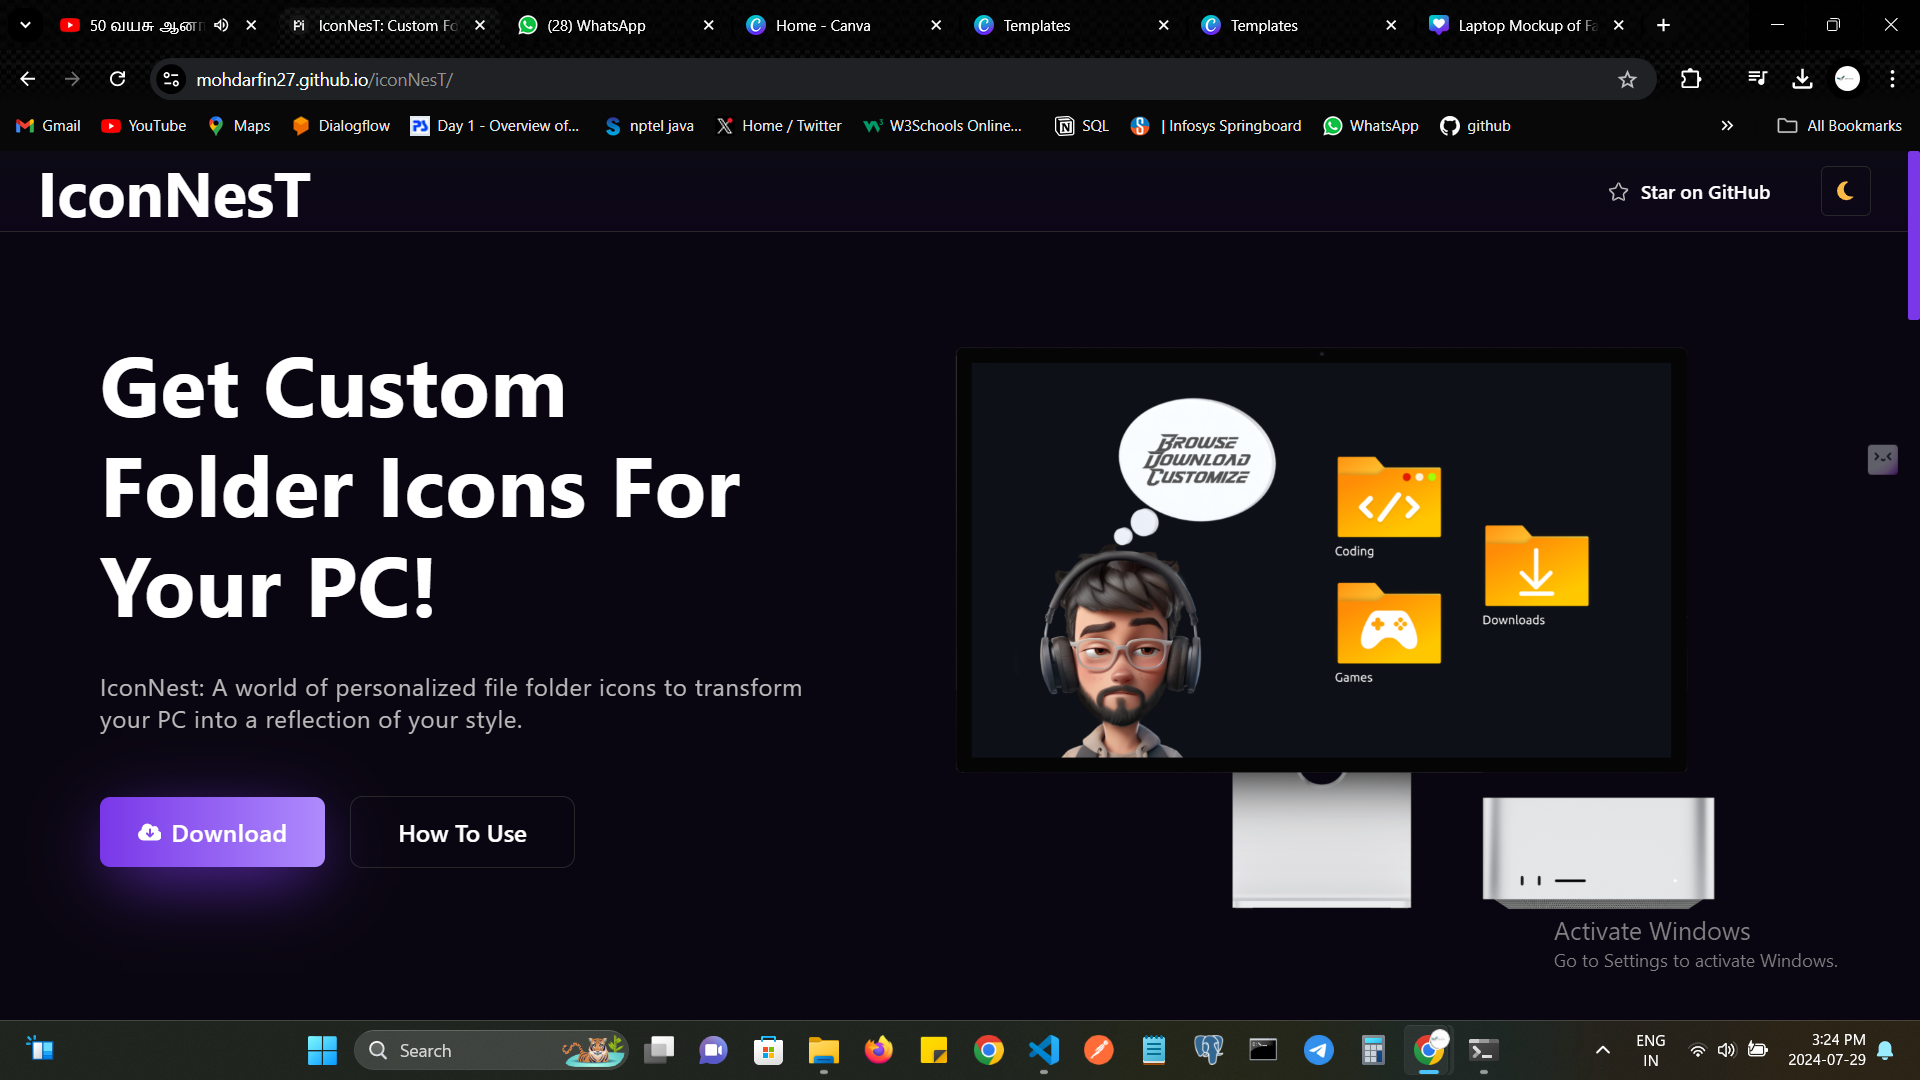 50 வயசு ஆனா
IconNesT: Custom Fo
(28) WhatsApp
Home - Canva
Templates
Templates
Laptop Mockup of Fa
mohdarfin27.github.io/iconNesT/
Gmail
YouTube
Maps
Dialogflow
Day 1 - Overview of...
nptel java
Home / Twitter
W3Schools Online...
SQL
| Infosys Springboard
WhatsApp
github
All Bookmarks
IconNesT
Star on GitHub
Get Custom
Folder Icons For
Your PC!
IconNest: A world of personalized file folder icons to transform
your PC into a reflection of your style.
Download
How To Use
BROWSE
DOWNLOAD
CUSTOMIZE
Coding
Downloads
Games
Activate Windows
Go to Settings to activate Windows.
Search
ENG
IN
3:24 PM
2024-07-29